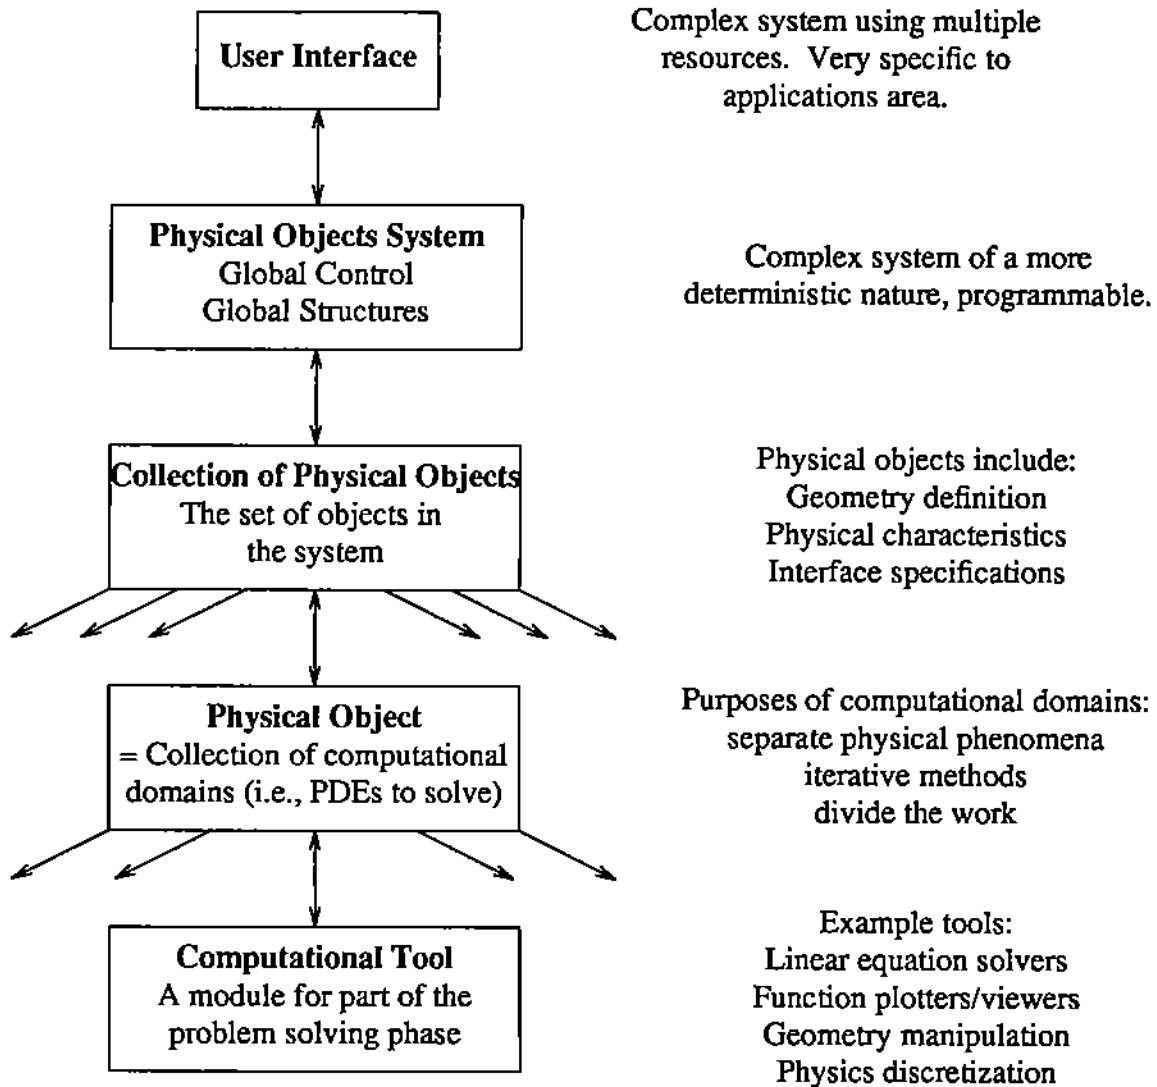 User Interface
Complex system using multiple
resources. Very specific to
applications area.
Physical Objects System
Global Control
Global Structures
Complex system of a more
deterministic nature, programmable.
Collection of Physical Objects
The set of objects in
the system
Physical objects include:
Geometry definition
Physical characteristics
Interface specifications
Physical Object
= Collection of computational
domains (i.e., PDEs to solve)
Purposes of computational domains:
separate physical phenomena
iterative methods
divide the work
Computational Tool
A module for part of the
problem solving phase
Example tools:
Linear equation solvers
Function plotters/viewers
Geometry manipulation
Physics discretization